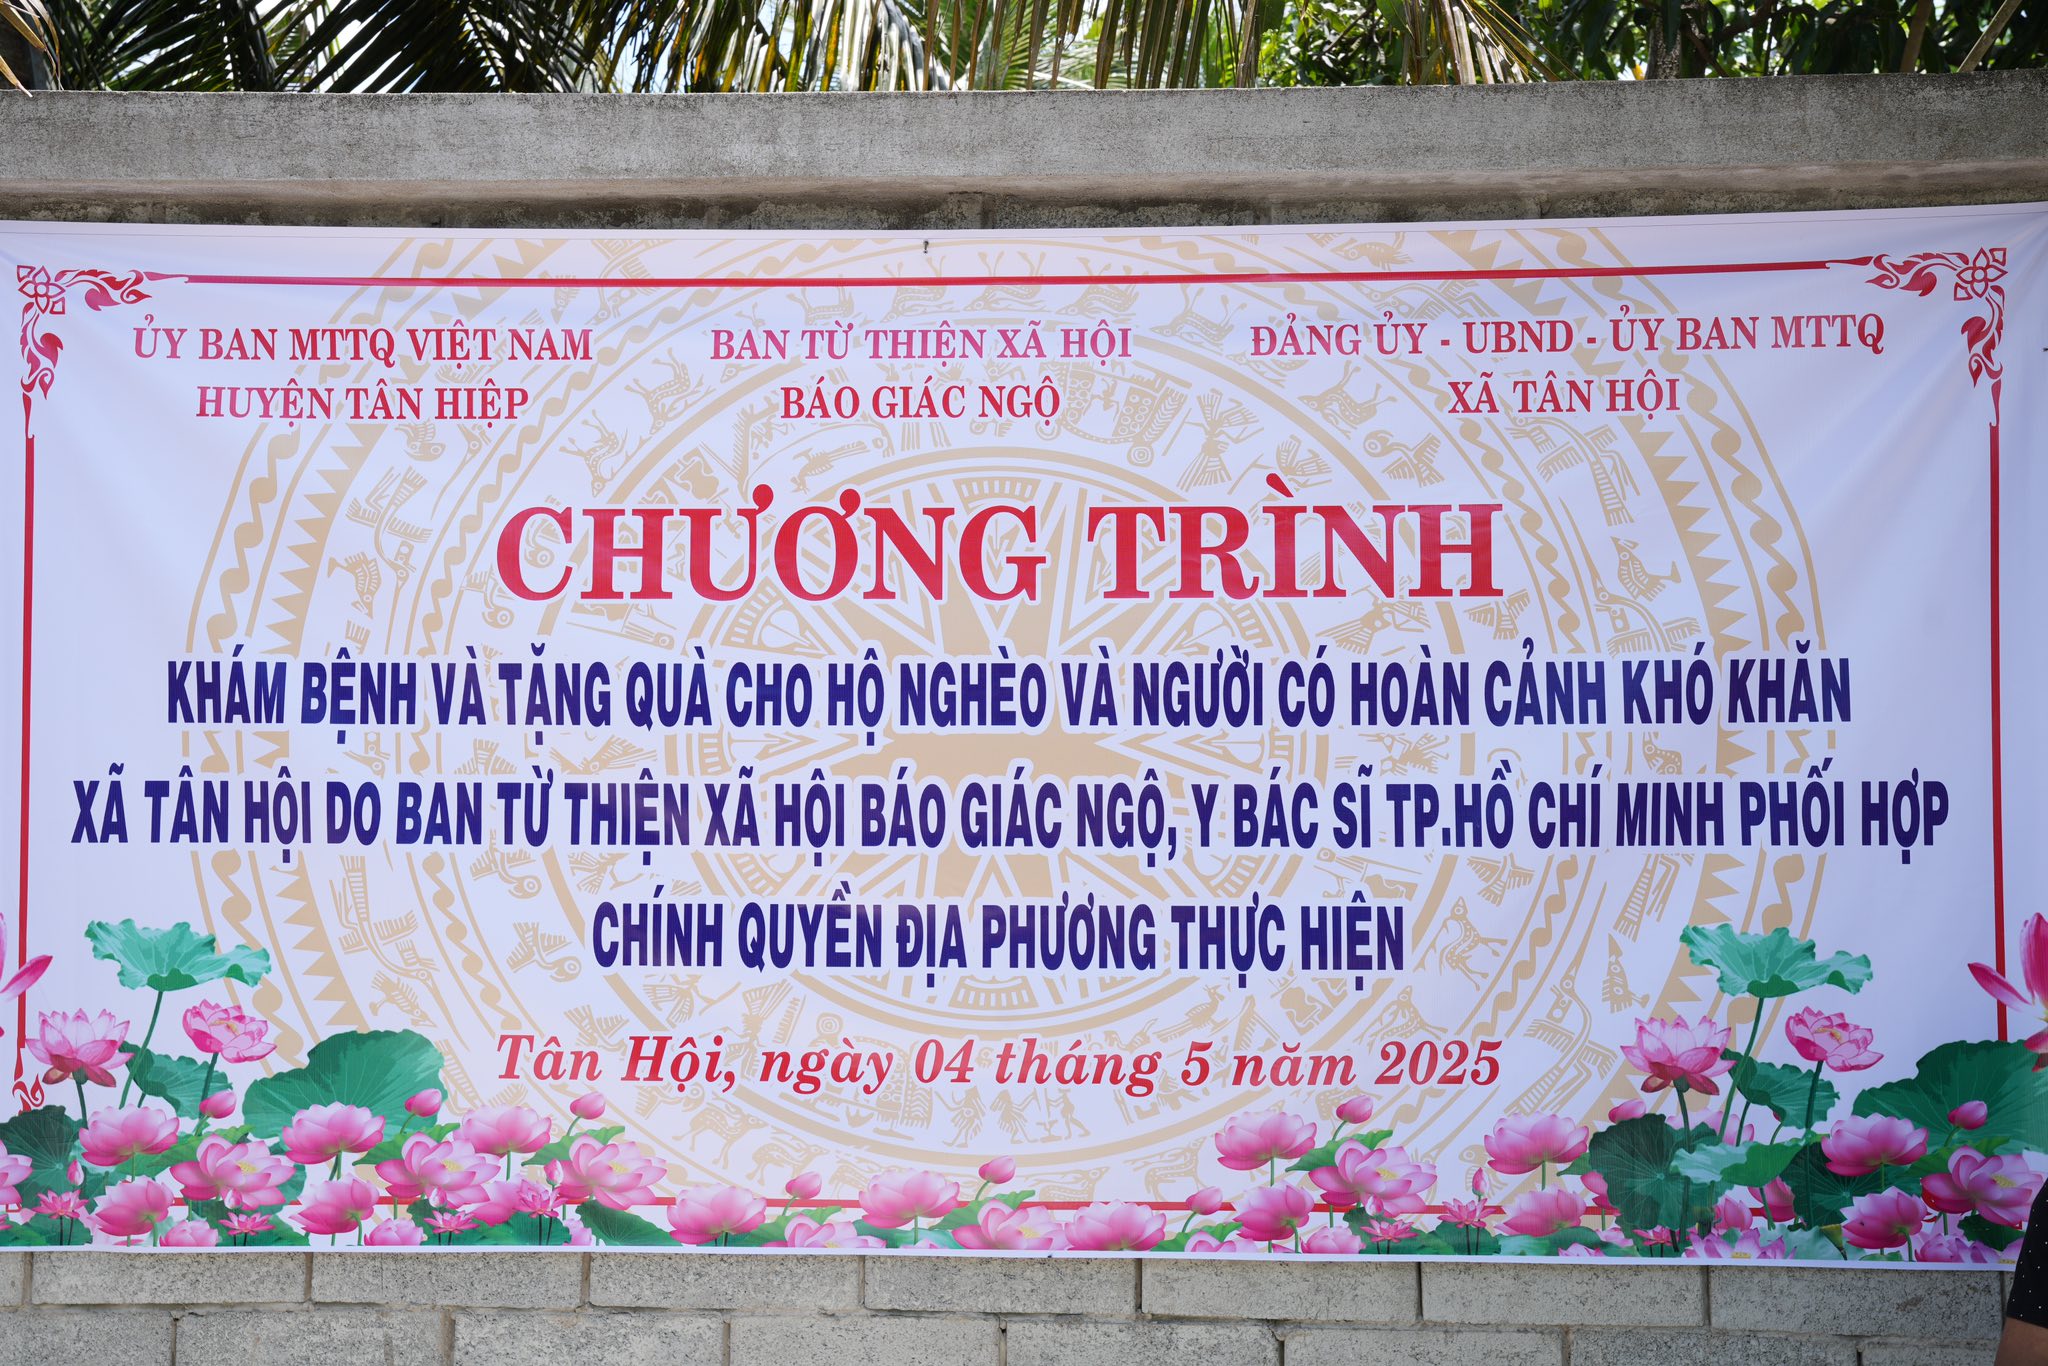 ỦY BAN MTTQ VIỆT NAM
HUYỆN TÂN HIỆP
BAN TỪ THIỆN XÃ HỘI
BÁO GIÁC NGỘ
ĐẢNG ỦY - UBND - ỦY BAN MTTQ
XÃ TÂN HỘI
CHƯƠNG TRÌNH
KHÁM BỆNH VÀ TẶNG QUÀ CHO HỘ NGHÈO VÀ NGƯỜI CÓ HOÀN CẢNH KHÓ KHĂN
XÃ TÂN HỘI DO BAN TỪ THIỆN XÃ HỘI BÁO GIÁC NGỘ, Y BÁC SĨ TP.HỒ CHÍ MINH PHỐI HỢP
CHÍNH QUYỀN ĐỊA PHƯƠNG THỰC HIỆN
Tân Hội, ngày 04 tháng 5 năm 2025